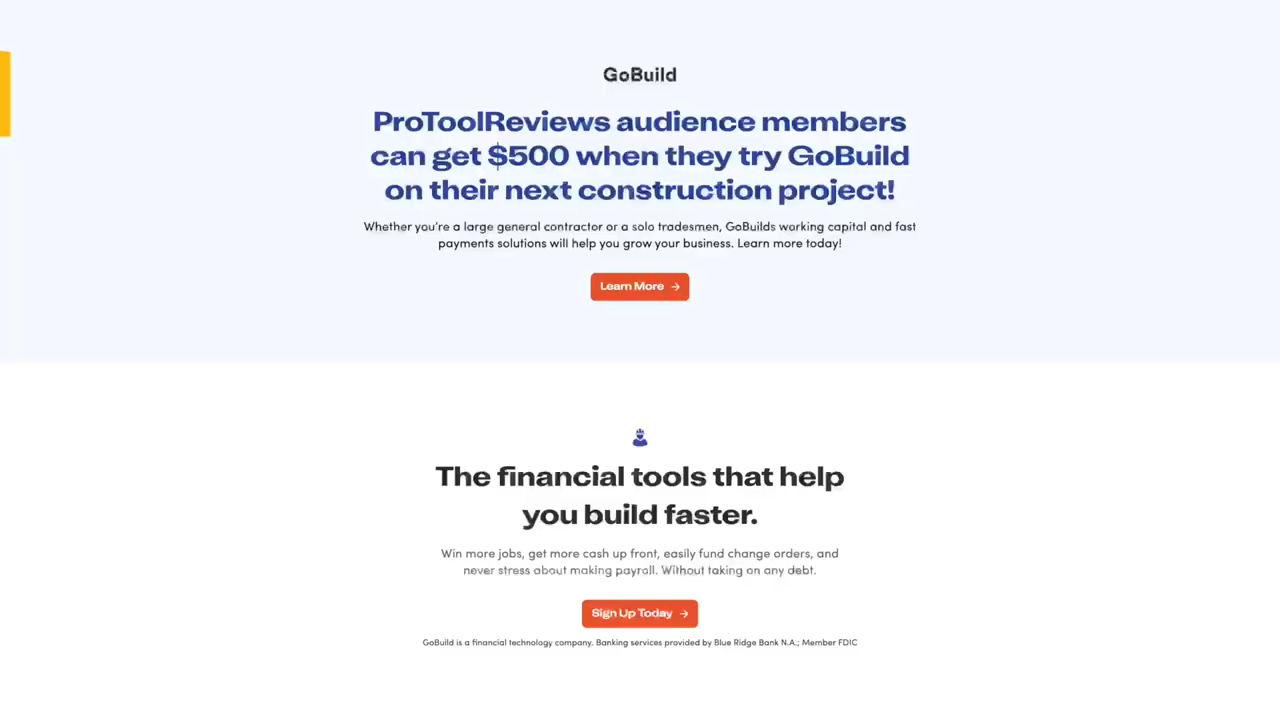 GoBuild
ProToolReviews audience members
can get $500 when they try GoBuild
on their next construction project!
Whether you're a large general contractor or a solo tradesmen, GoBuilds working capital and fast
payments solutions will help you grow your business. Learn more today!
Learn More →
The financial tools that help
you build faster.
Win more jobs, get more cash up front, easily fund change orders, and
never stress about making payroll. Without taking on any debt.
Sign Up Today →
GoBuild is a financial technology company. Banking services provided by Blue Ridge Bank N.A.; Member FDIC